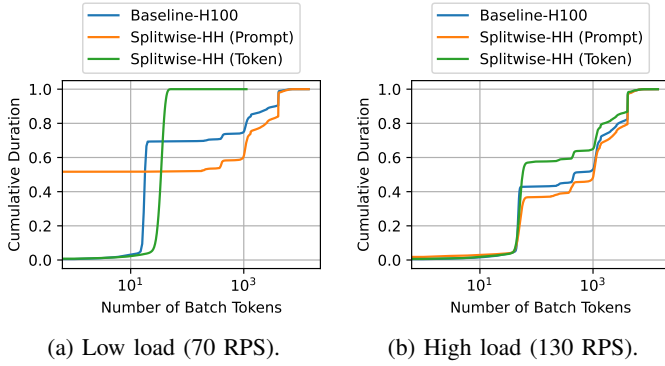 Baseline-H100
Splitwise-HH (Prompt)
Splitwise-HH (Token)
Cumulative Duration
1.0
0.8
0.6
0.4
0.2
0.0
10^1
10^3
Number of Batch Tokens
(a) Low load (70 RPS).
Baseline-H100
Splitwise-HH (Prompt)
Splitwise-HH (Token)
Cumulative Duration
1.0
0.8
0.6
0.4
0.2
0.0
10^1
10^3
Number of Batch Tokens
(b) High load (130 RPS).